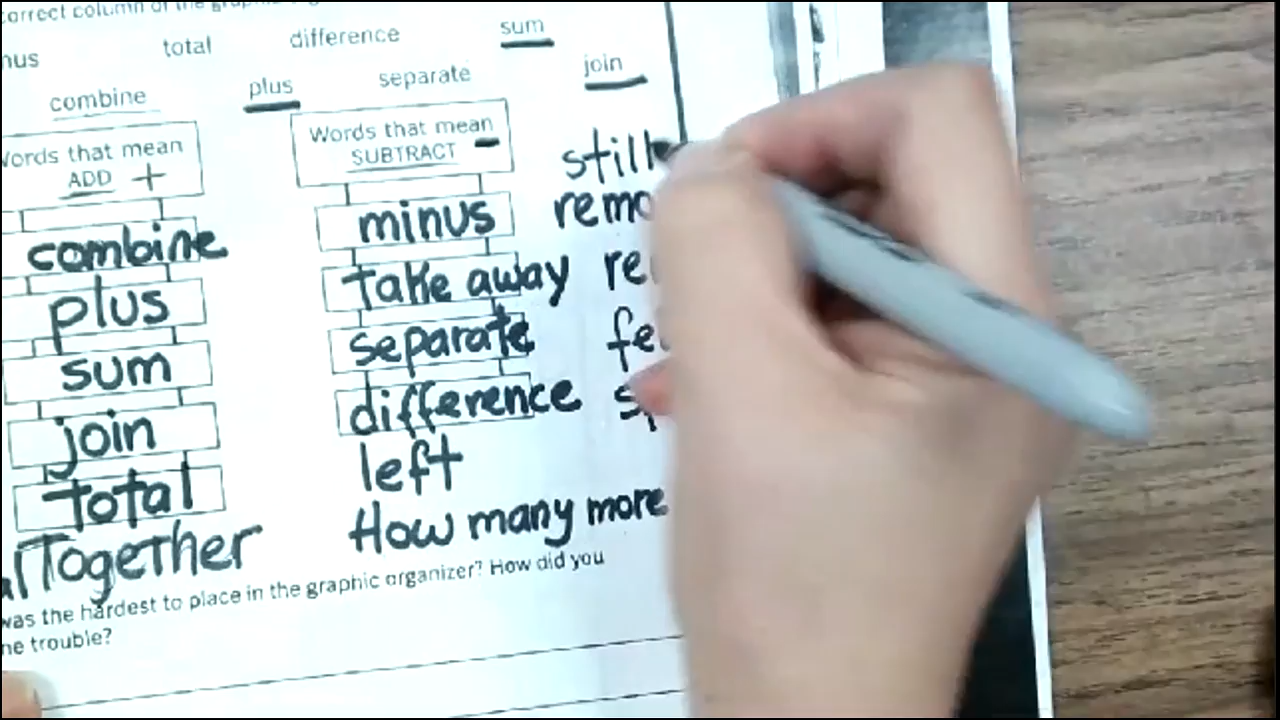 correct column of the graphic
total difference sum
combine plus separate join
Words that mean
ADD +
combine
plus
sum
join
total
Together
Words that mean
SUBTRACT -
minus
take away
separate
difference
left
How many more
still
was the hardest to place in the graphic organizer? How did you
trouble?